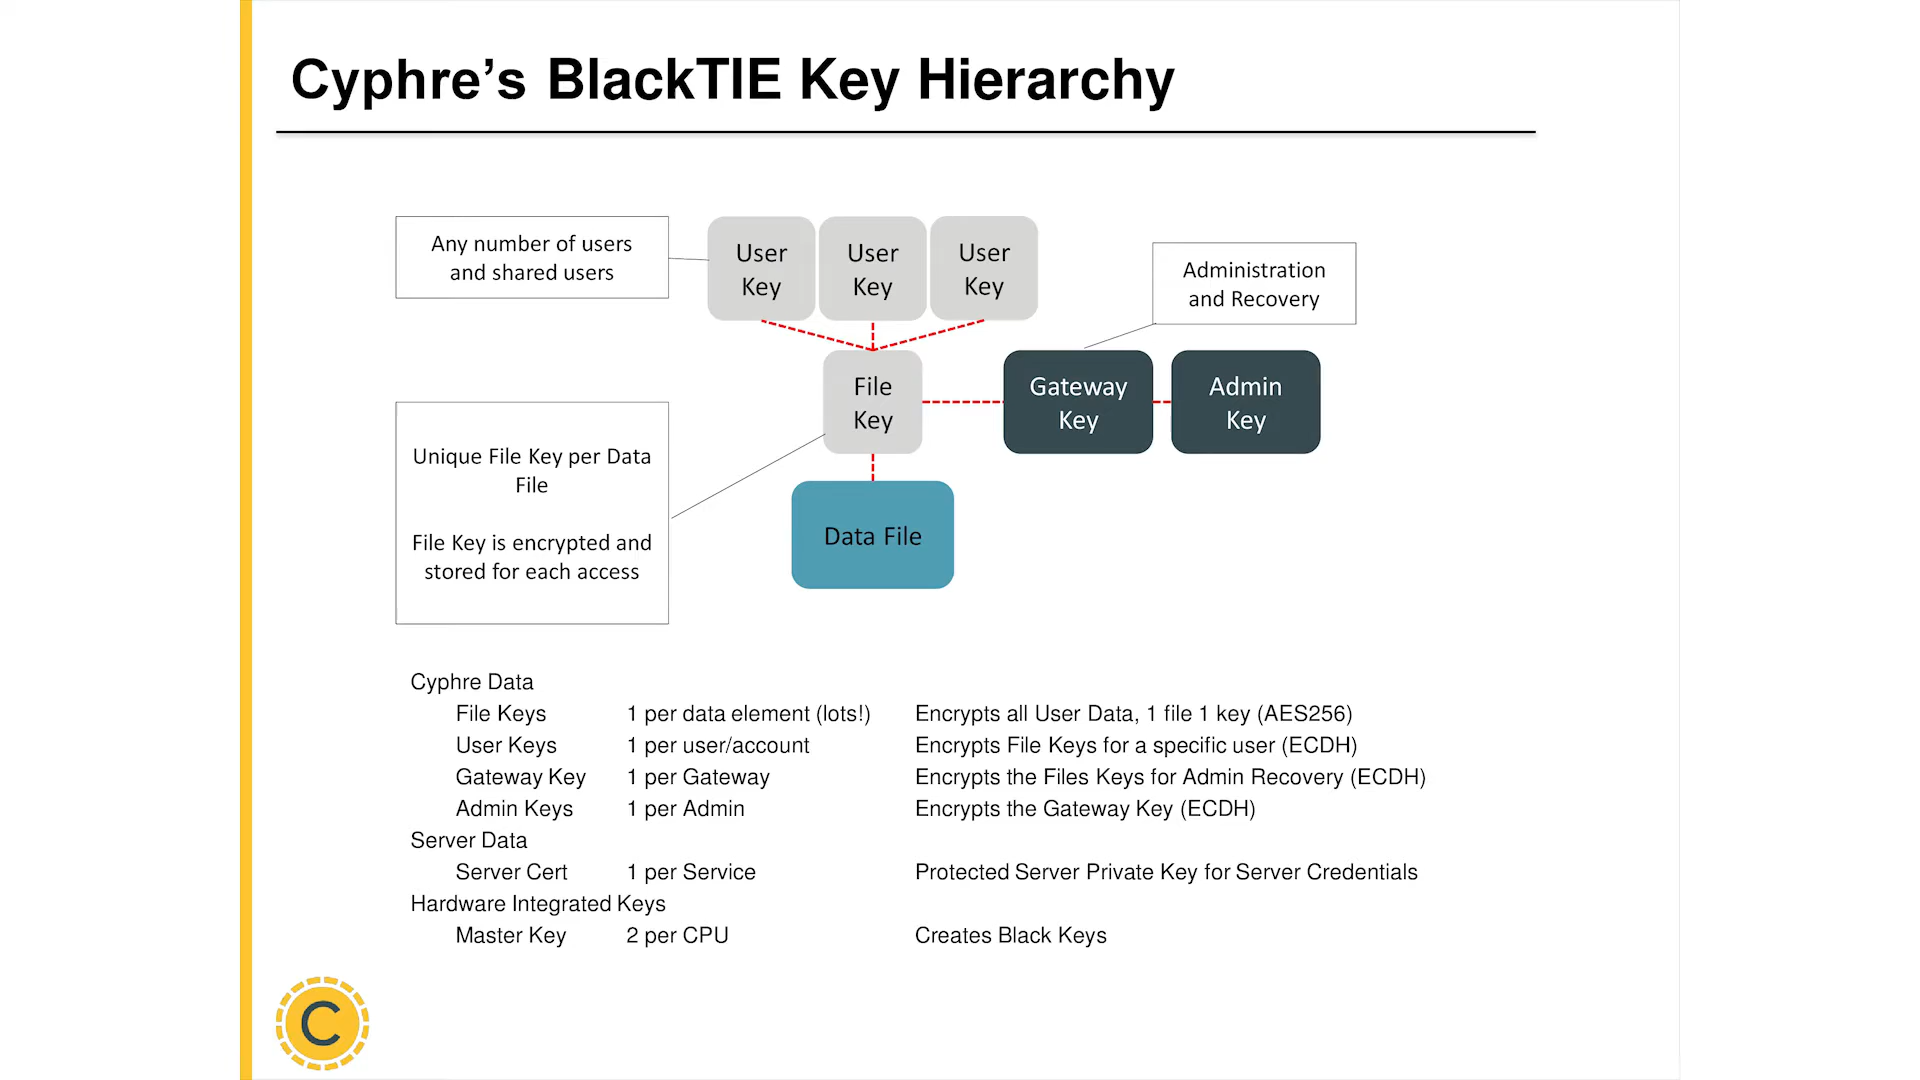 Cyphre’s BlackTIE Key Hierarchy
Any number of users
and shared users
User
Key
User
Key
User
Key
Administration
and Recovery
File
Key
Gateway
Key
Admin
Key
Unique File Key per Data
File
File Key is encrypted and
stored for each access
Data File
Cyphre Data
File Keys 1 per data element (lots!) Encrypts all User Data, 1 file 1 key (AES256)
User Keys 1 per user/account Encrypts File Keys for a specific user (ECDH)
Gateway Key 1 per Gateway Encrypts the Files Keys for Admin Recovery (ECDH)
Admin Keys 1 per Admin Encrypts the Gateway Key (ECDH)
Server Data
Server Cert 1 per Service Protected Server Private Key for Server Credentials
Hardware Integrated Keys
Master Key 2 per CPU Creates Black Keys
C